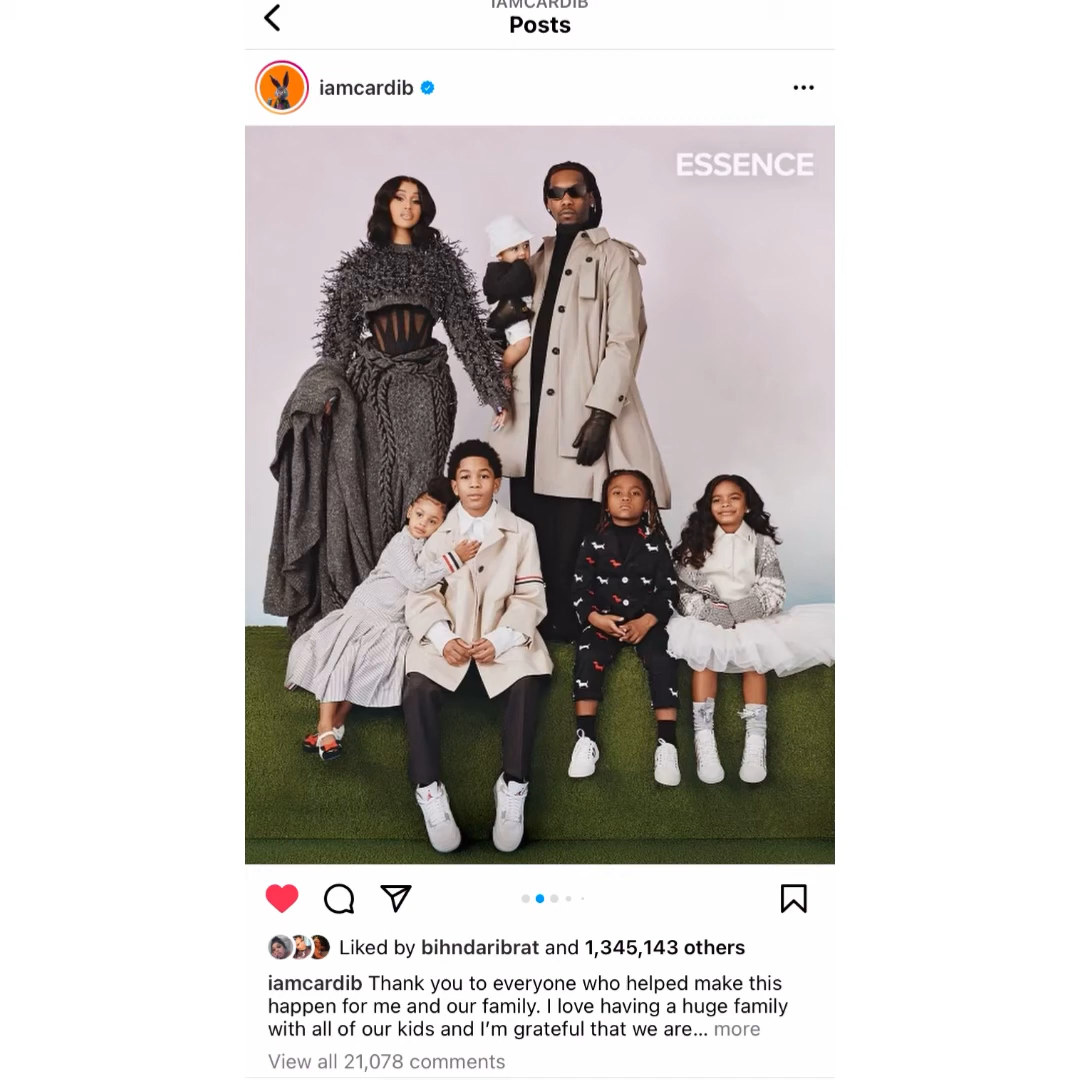 IAMCARDIB
Posts
iamcardib
ESSENCE
Liked by bihndaribrat and 1,345,143 others
iamcardib Thank you to everyone who helped make this
happen for me and our family. I love having a huge family
with all of our kids and I'm grateful that we are... more
View all 21,078 comments